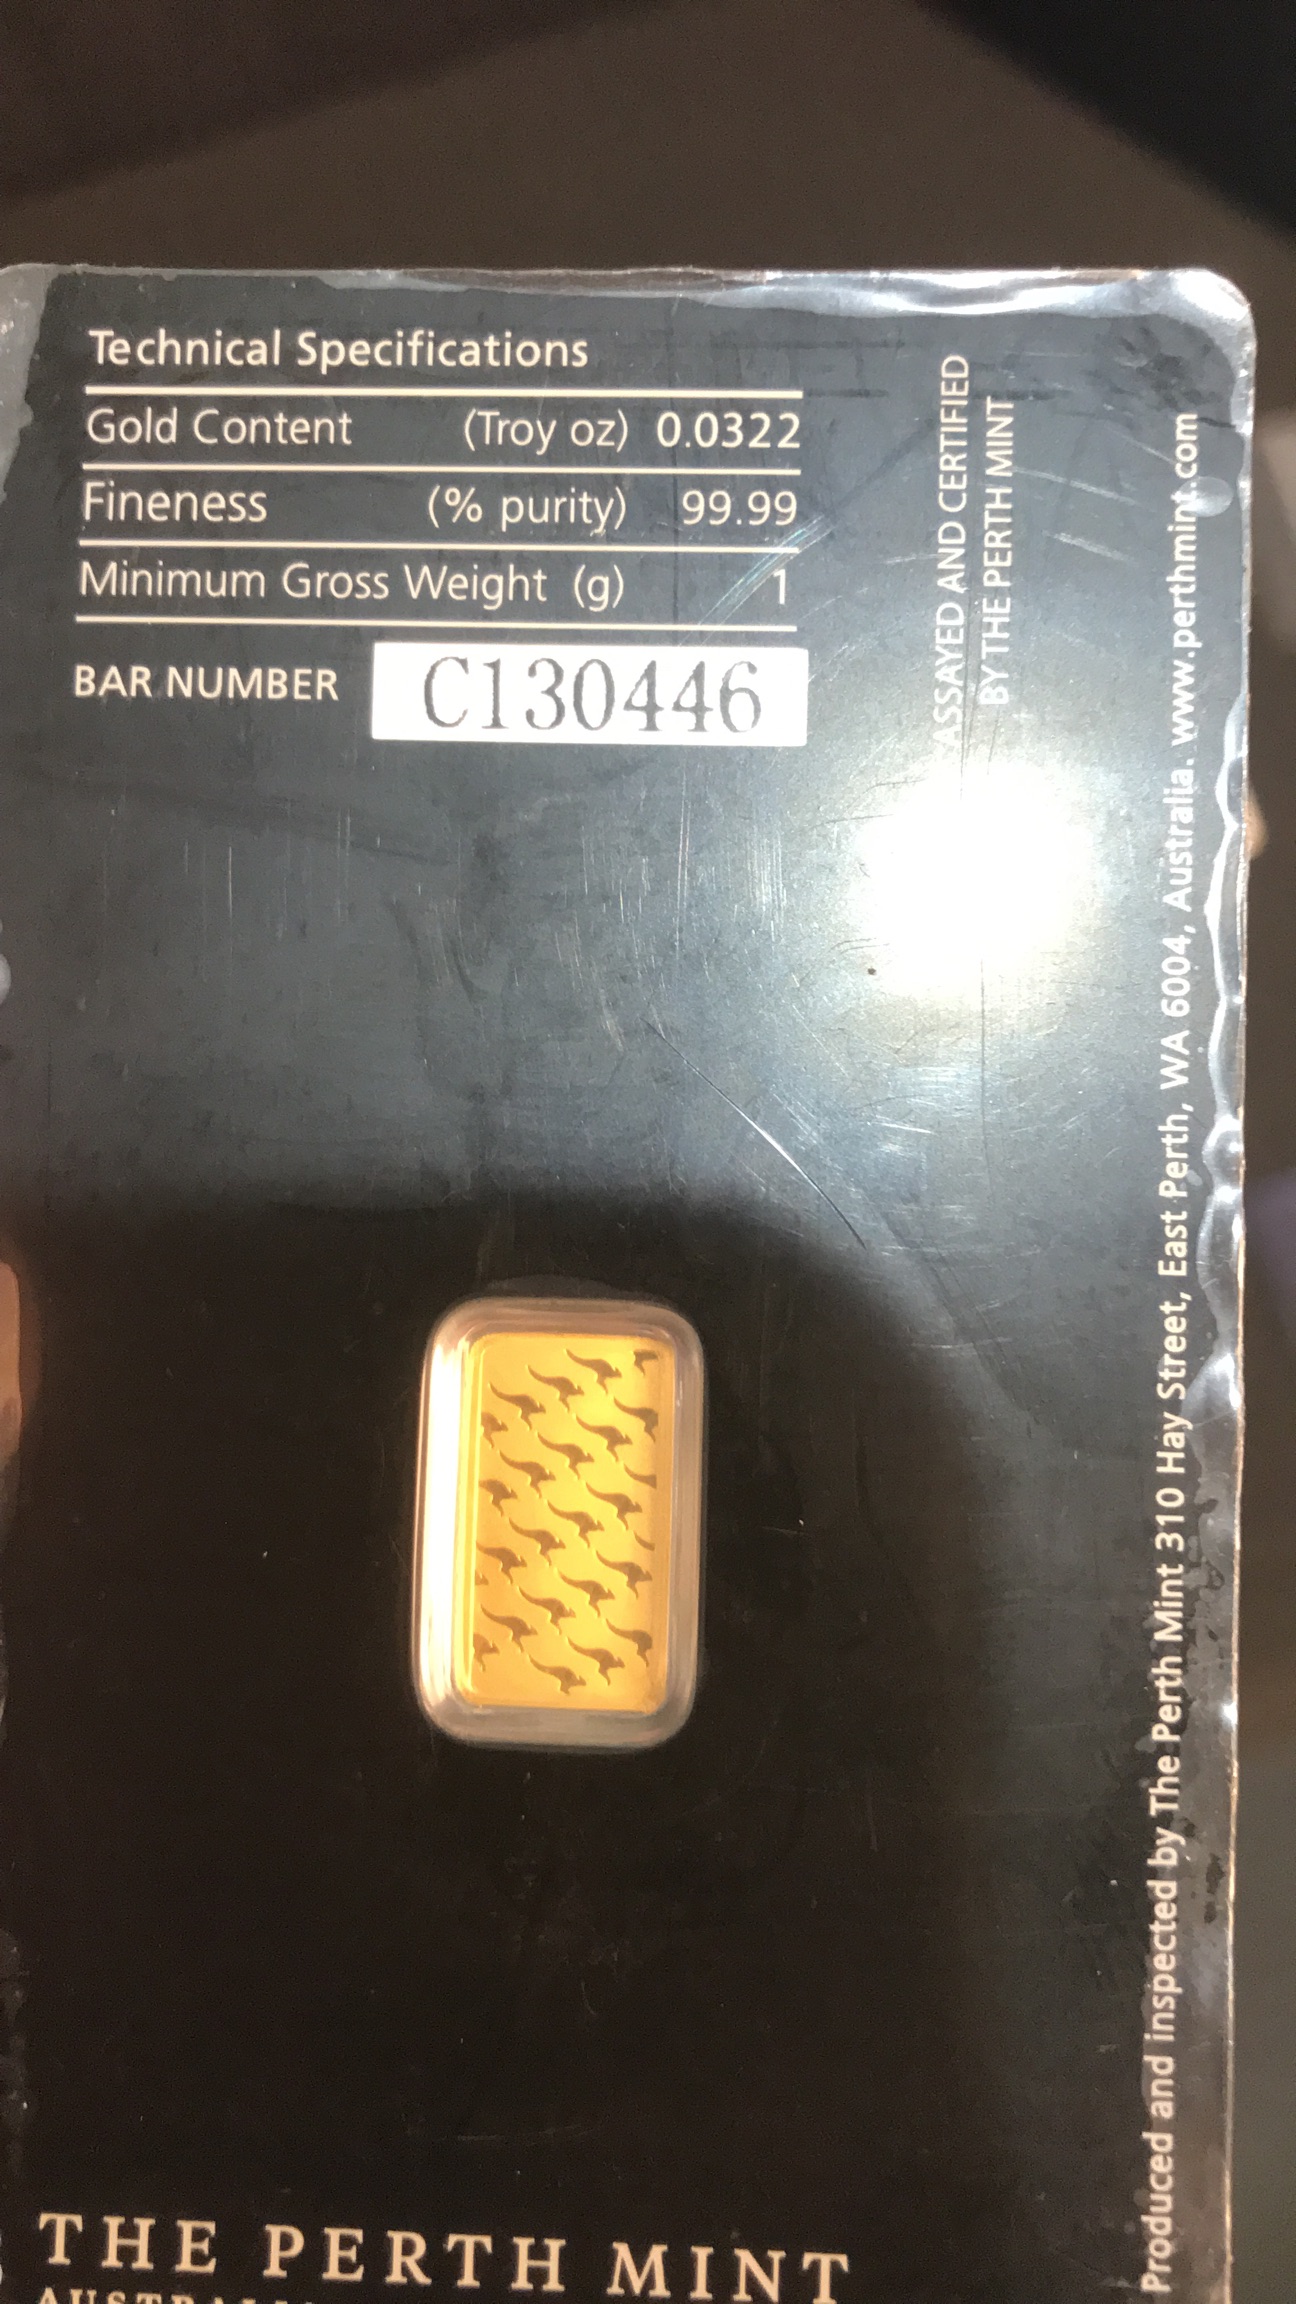 Technical Specifications
Gold Content (Troy oz) 0.0322
Fineness (% purity) 99.99
Minimum Gross Weight (g) 1
BAR NUMBER C130446
ASSAYED AND CERTIFIED
BY THE PERTH MINT
Produced and inspected by The Perth Mint 310 Hay Street, East Perth, WA 6004, Australia. www.perthmint.com
THE PERTH MINT